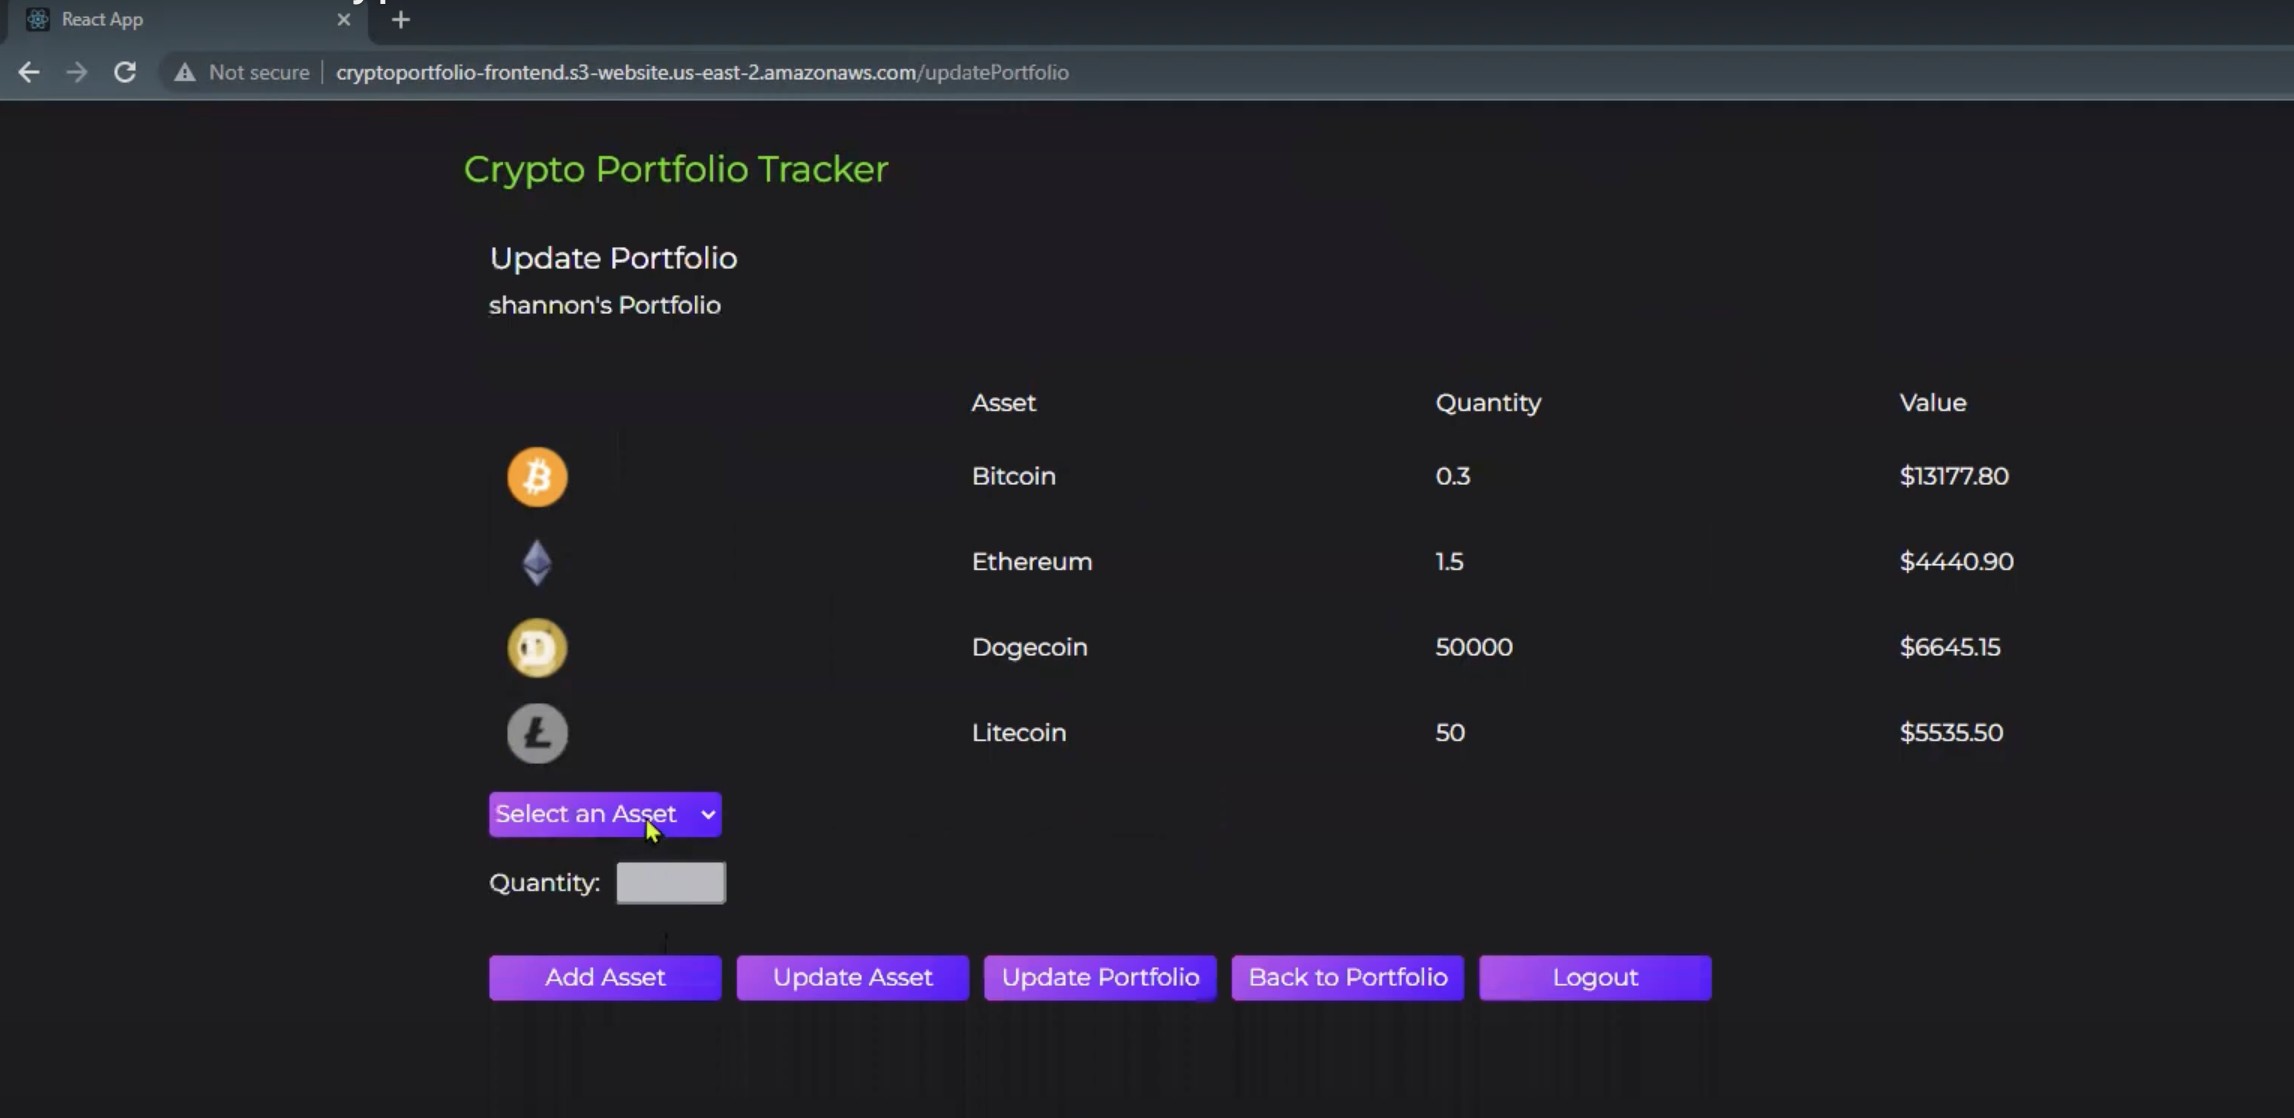 React App
Not secure cryptoportfolio-frontend.s3-website.us-east-2.amazonaws.com/updatePortfolio
Crypto Portfolio Tracker
Update Portfolio
shannon's Portfolio
Asset Quantity Value
Bitcoin 0.3 $13177.80
Ethereum 1.5 $4440.90
Dogecoin 50000 $6645.15
Litecoin 50 $5535.50
Select an Asset
Quantity:
Add Asset Update Asset Update Portfolio Back to Portfolio Logout